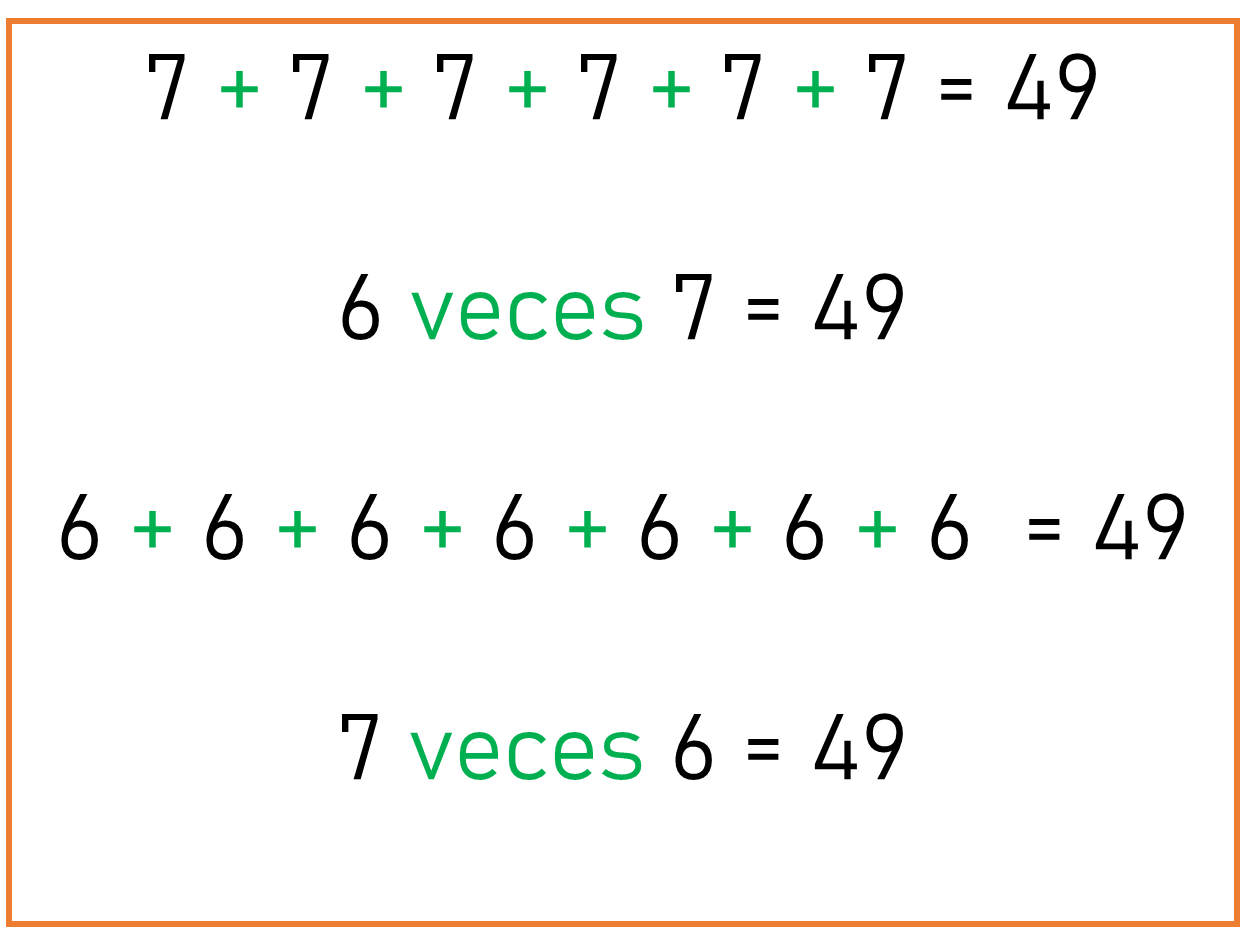 7 + 7 + 7 + 7 + 7 + 7 = 49
6 veces 7 = 49
6 + 6 + 6 + 6 + 6 + 6 + 6 = 49
7 veces 6 = 49